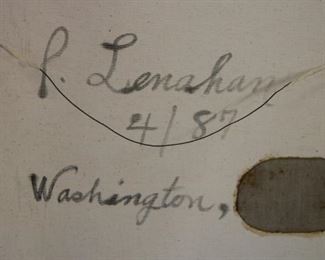 P. Lenahan
4/87
Washington,